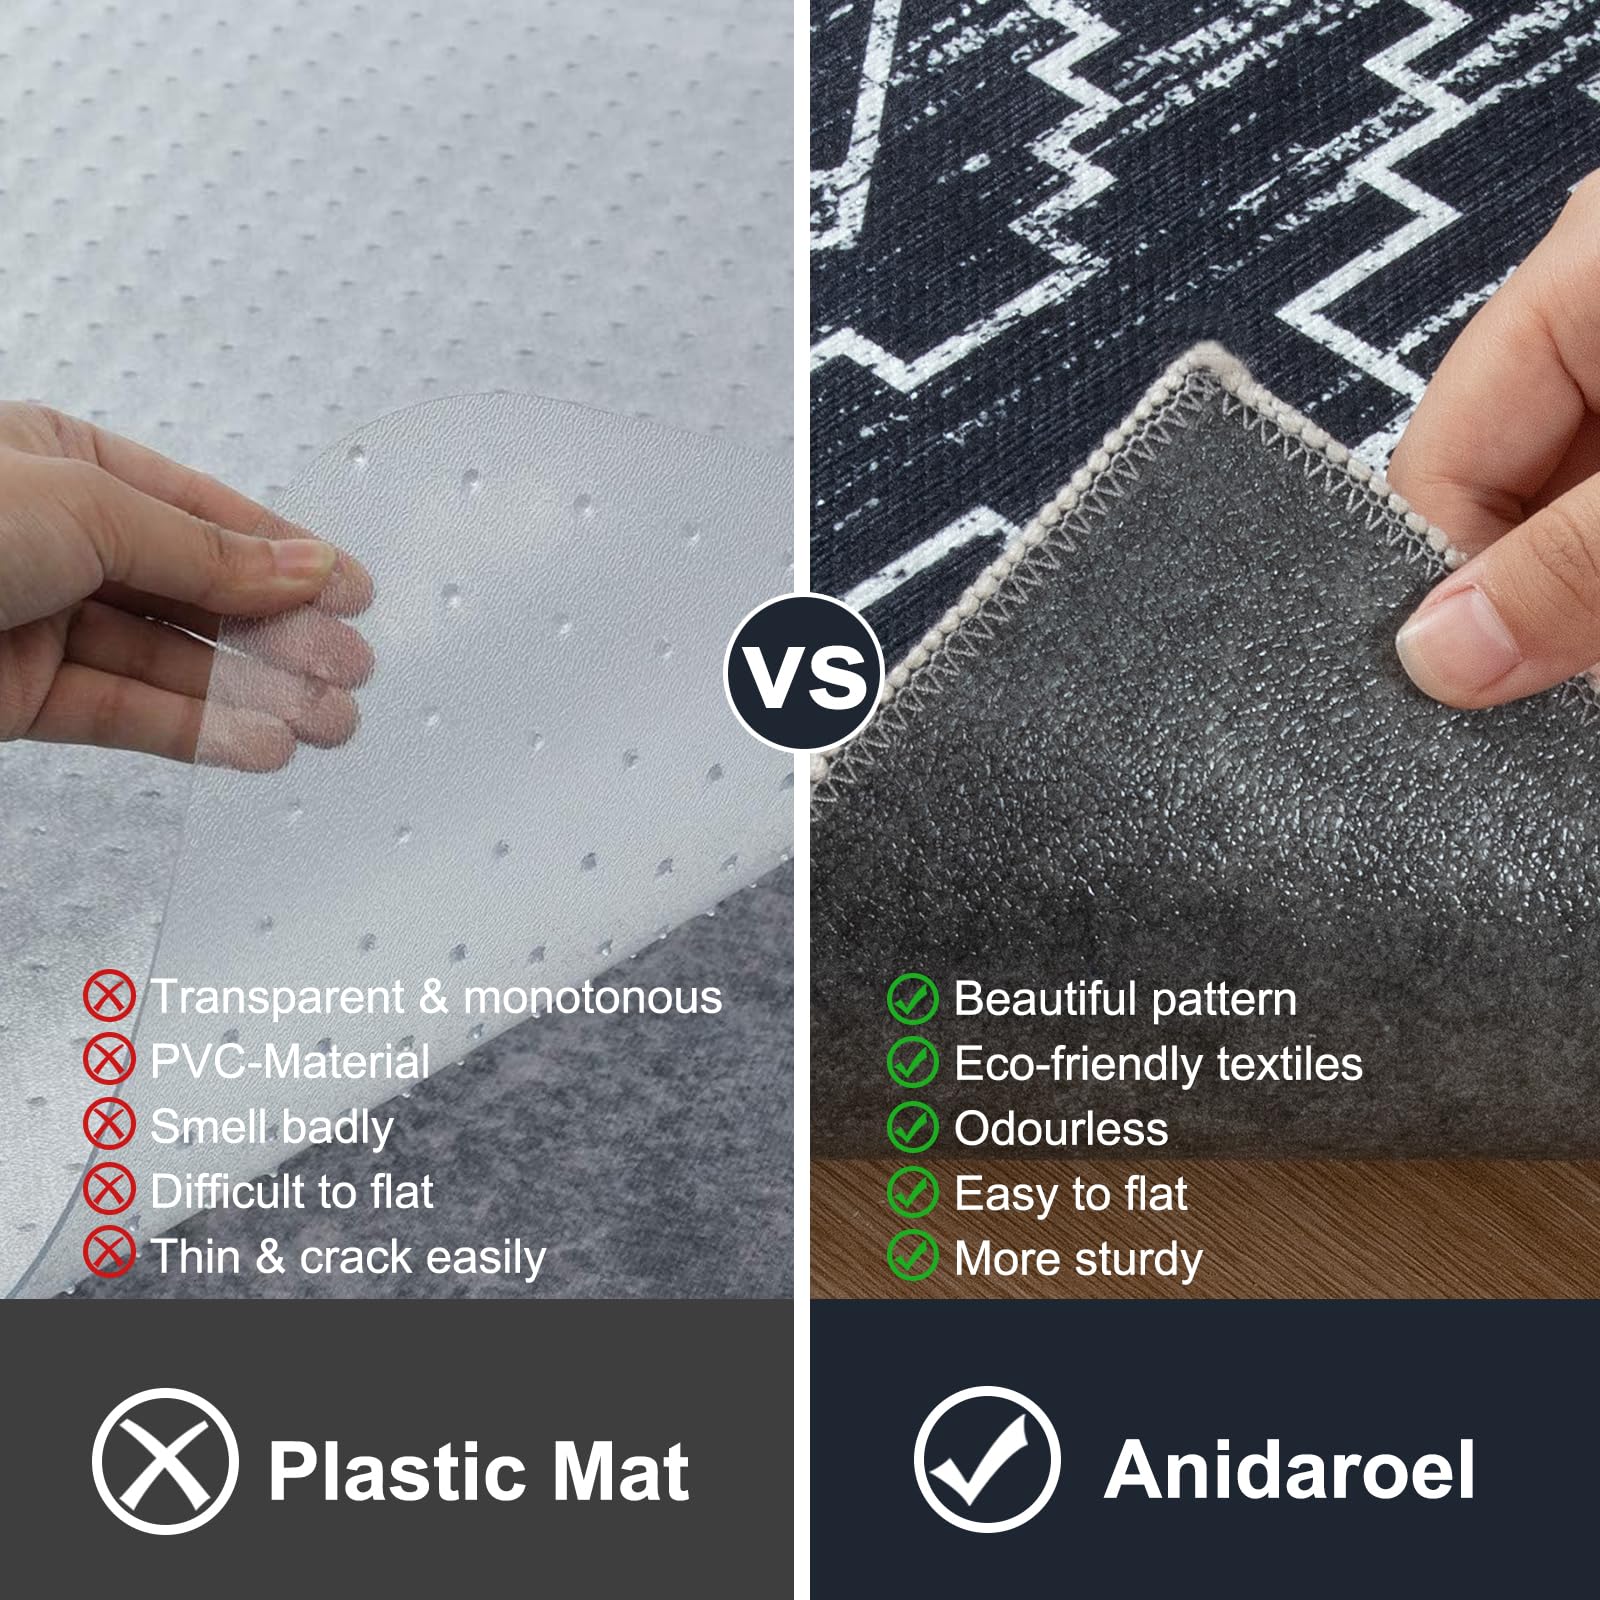 VS
Transparent & monotonous
PVC-Material
Smell badly
Difficult to flat
Thin & crack easily
Plastic Mat
Beautiful pattern
Eco-friendly textiles
Odourless
Easy to flat
More sturdy
Anidaroel